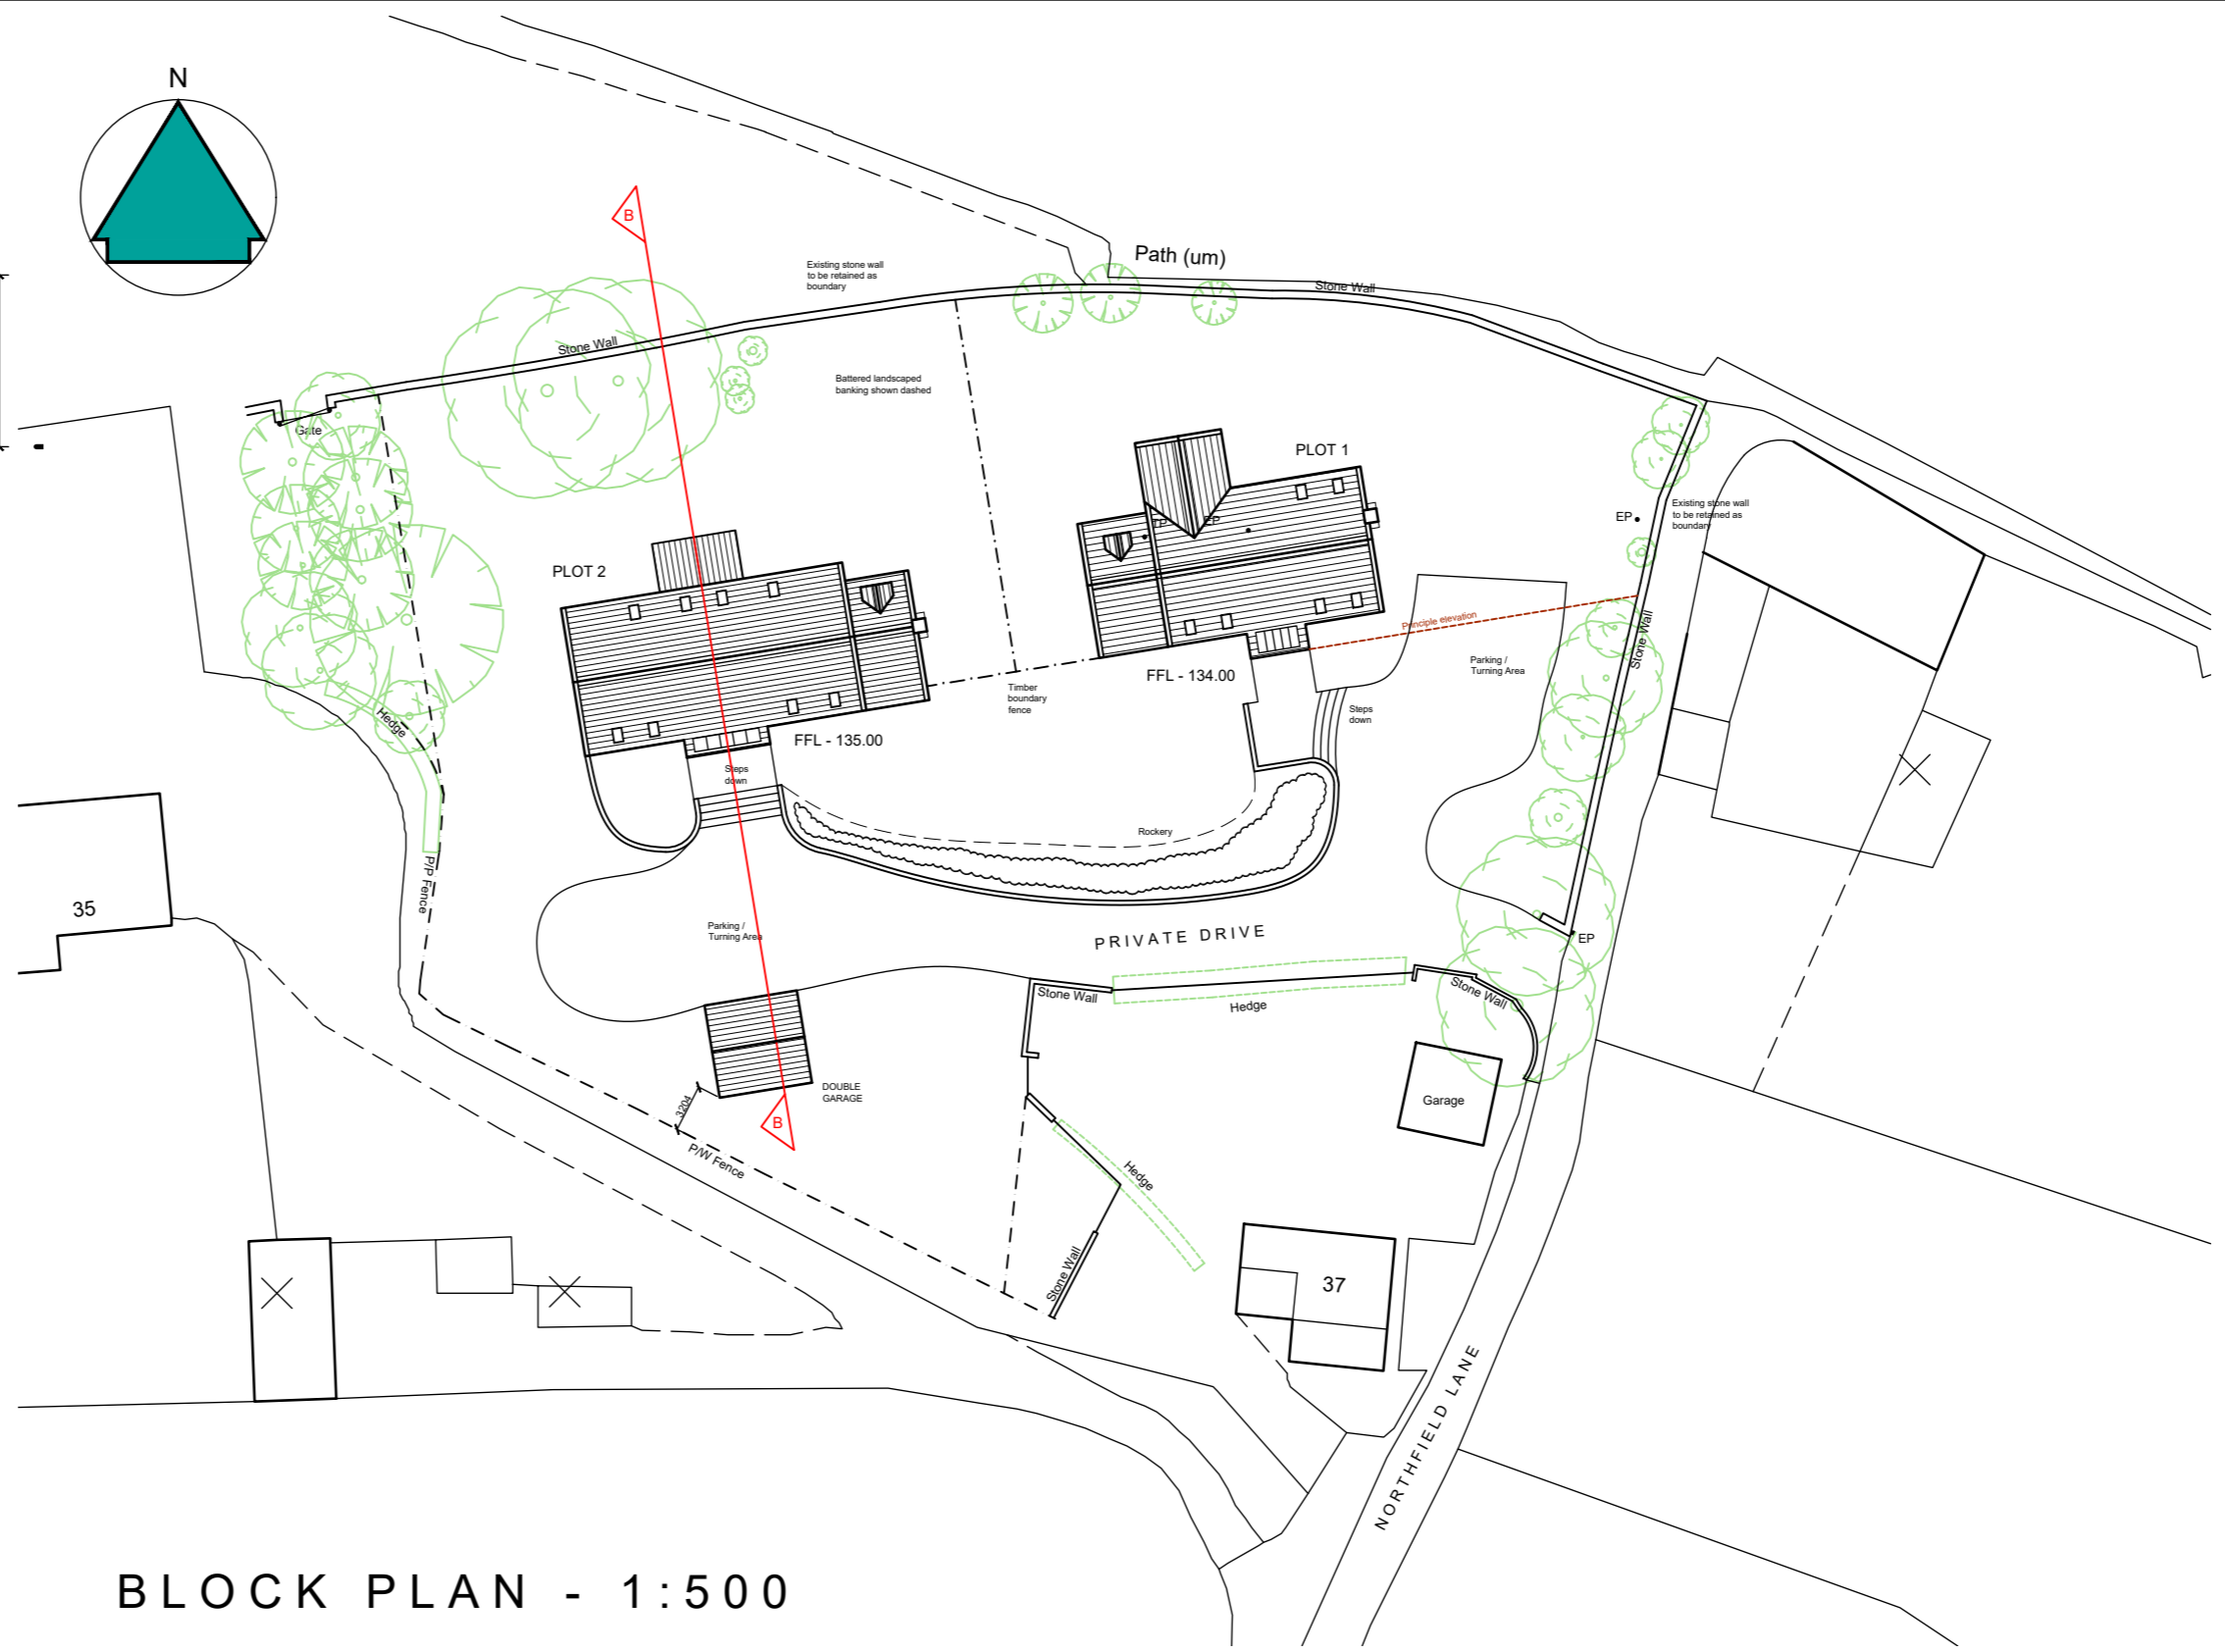 N
B
Path (um)
Existing stone wall
to be retained as
boundary
Stone Wall
Stone Wall
Battered landscaped
banking shown dashed
Gate
PLOT 1
Existing stone wall
to be retained as
boundary
EP
TP
EP
PLOT 2
Principle elevation
Stone Wall
Parking /
Turning Area
FFL - 134.00
Timber
boundary
fence
Steps
down
Hedge
FFL - 135.00
Steps
down
Rockery
P/P Fence
35
Parking /
Turning Area
PRIVATE DRIVE
EP
Stone Wall
Hedge
Stone Wall
DOUBLE
GARAGE
3204
B
Garage
P/W Fence
Hedge
Stone Wall
37
NORTHFIELD LANE
BLOCK PLAN - 1:500